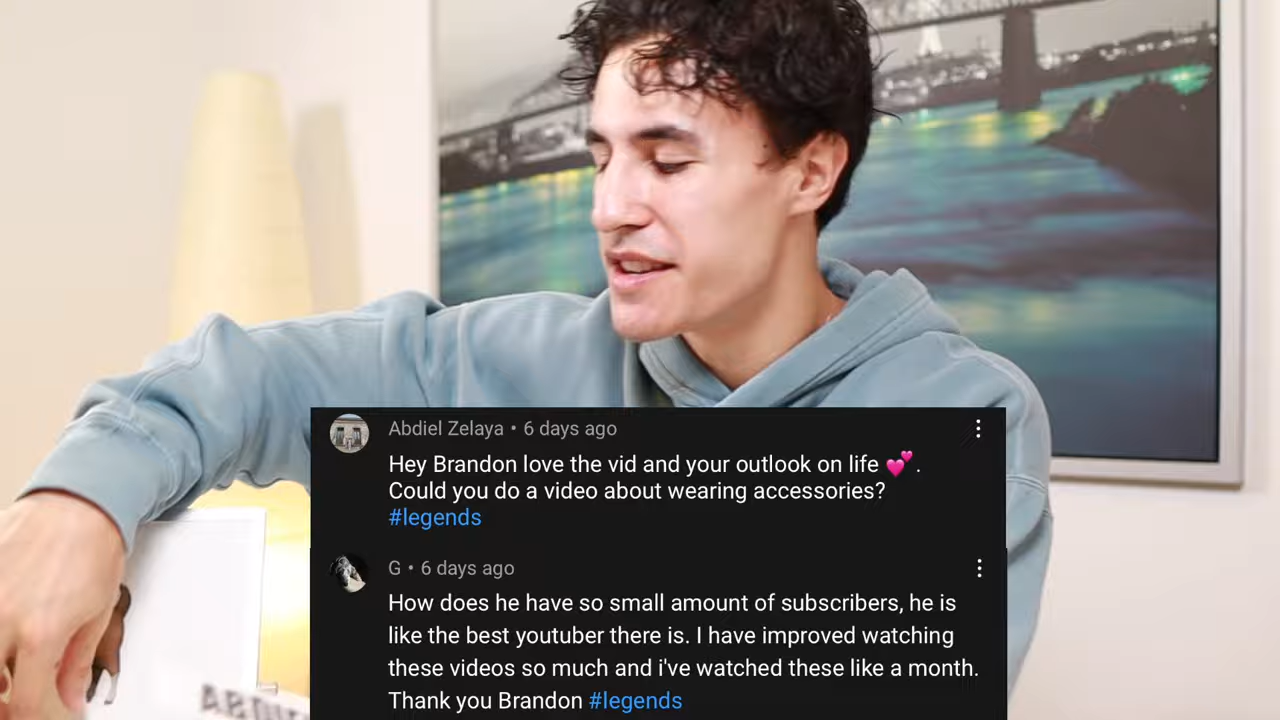 Abdiel Zelaya • 6 days ago
Hey Brandon love the vid and your outlook on life 💕.
Could you do a video about wearing accessories?
#legends
G • 6 days ago
How does he have so small amount of subscribers, he is
like the best youtuber there is. I have improved watching
these videos so much and i've watched these like a month.
Thank you Brandon #legends